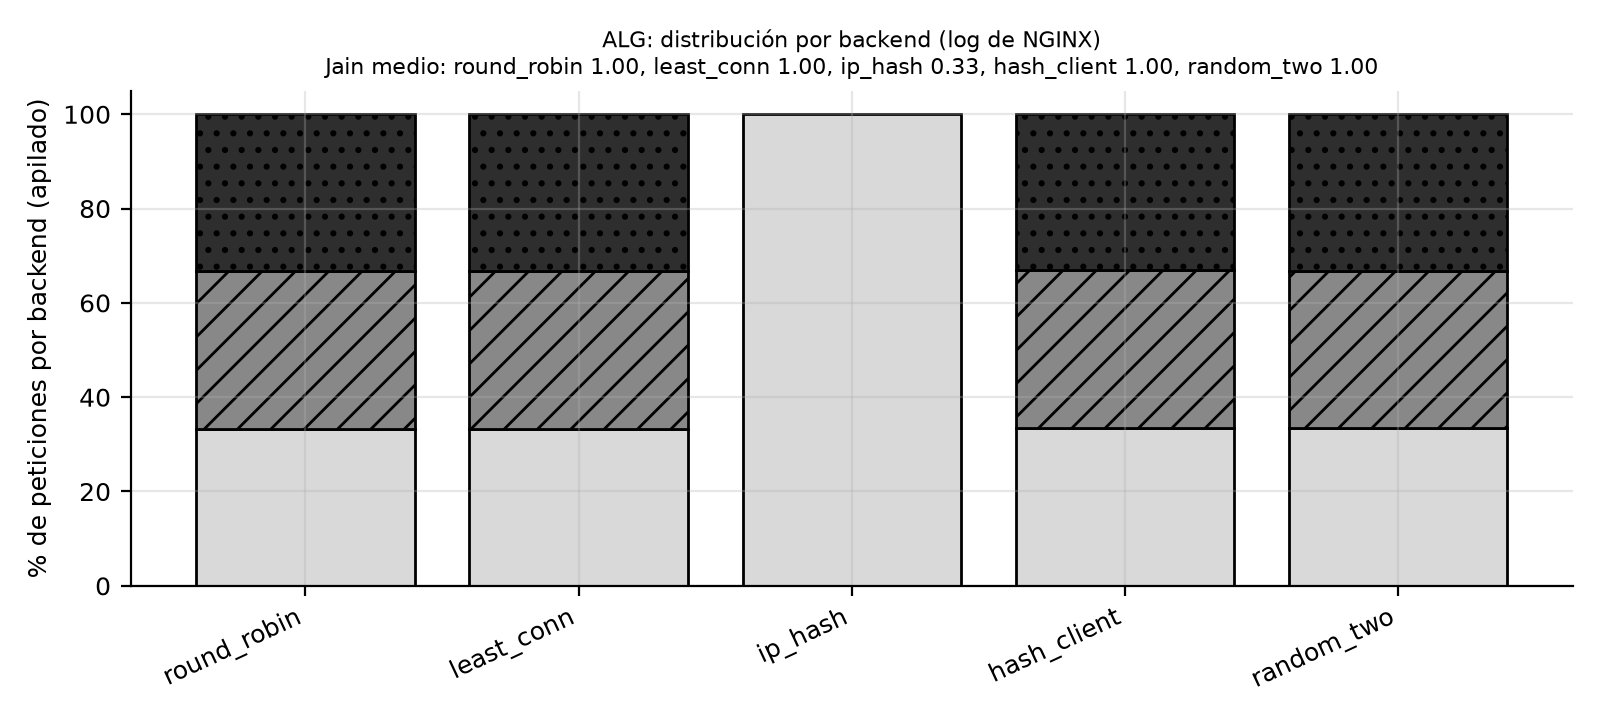 ALG: distribución por backend (log de NGINX)
Jain medio: round_robin 1.00, least_conn 1.00, ip_hash 0.33, hash_client 1.00, random_two 1.00
% de peticiones por backend (apilado)
100
80
60
40
20
0
round_robin
least_conn
ip_hash
hash_client
random_two